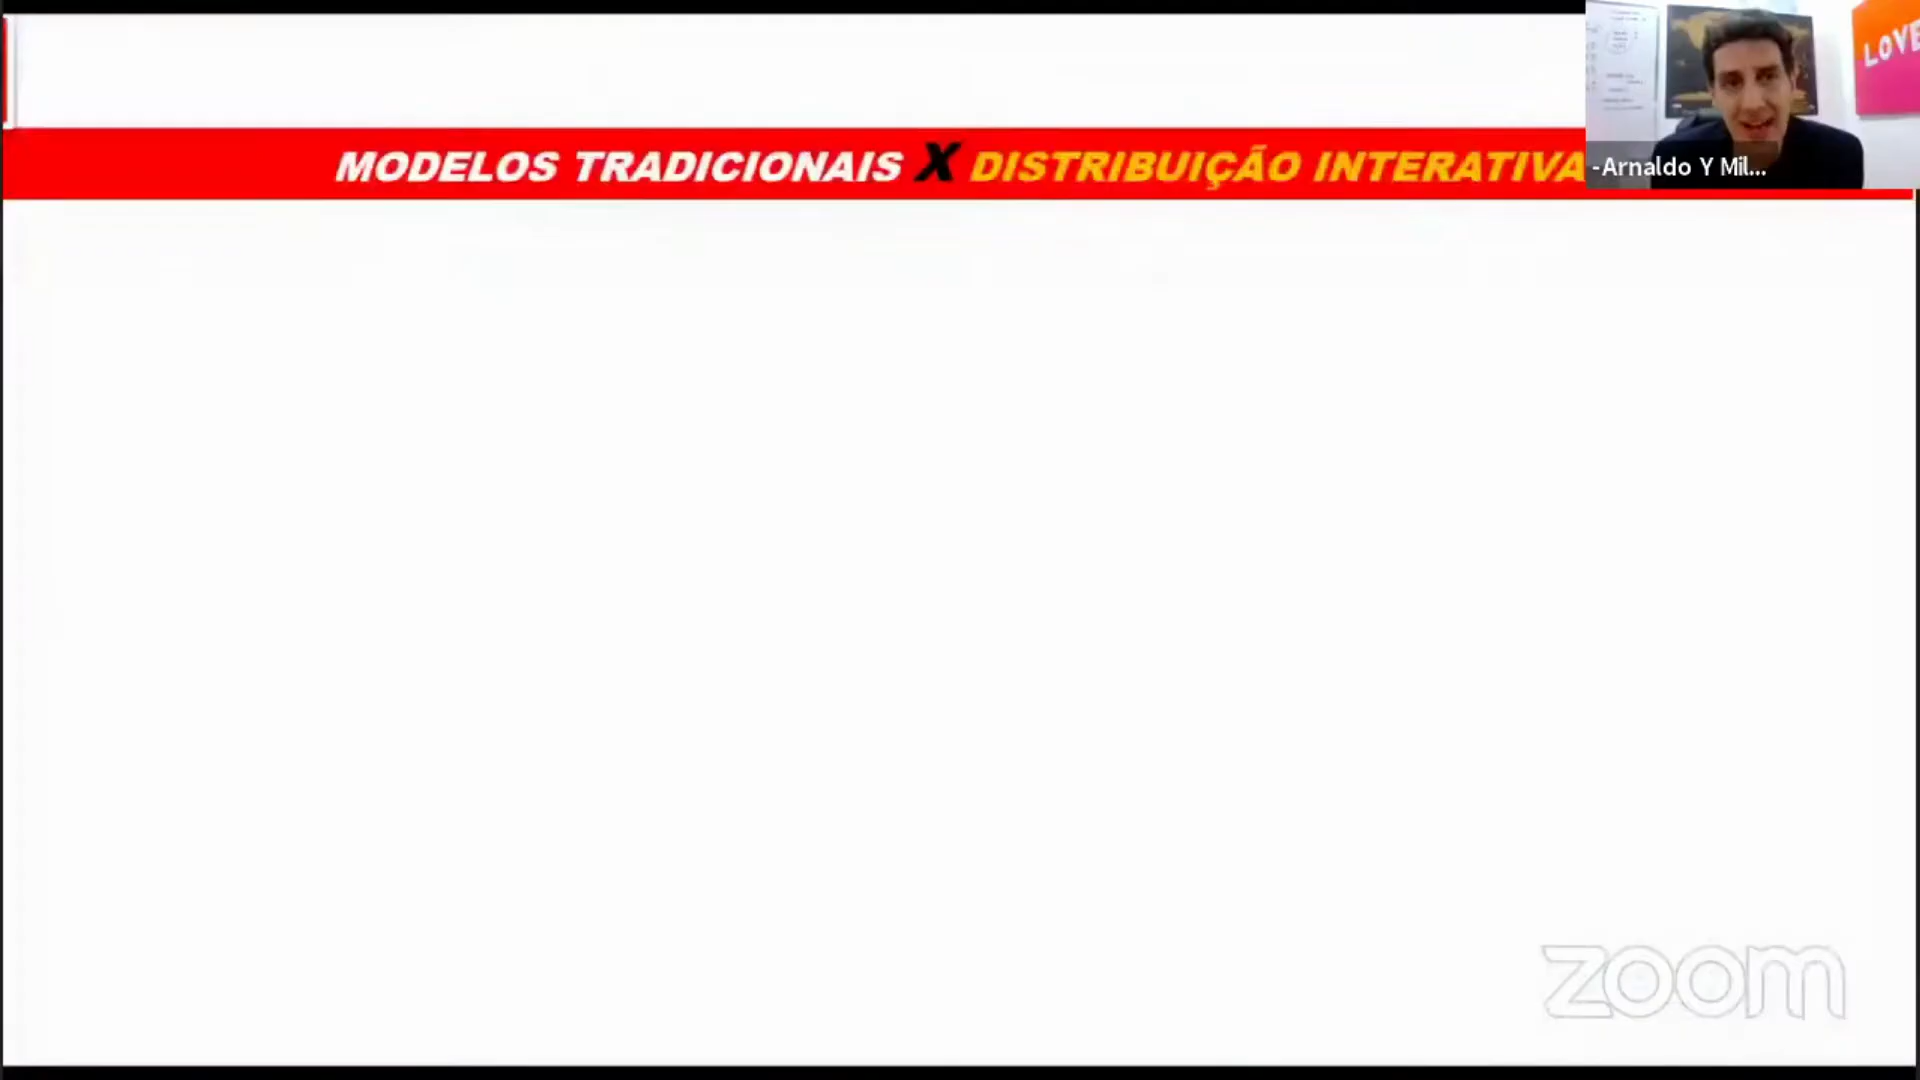 MODELOS TRADICIONAIS X DISTRIBUIÇÃO INTERATIVA
LOVE
-Arnaldo Y Mil...
zoom